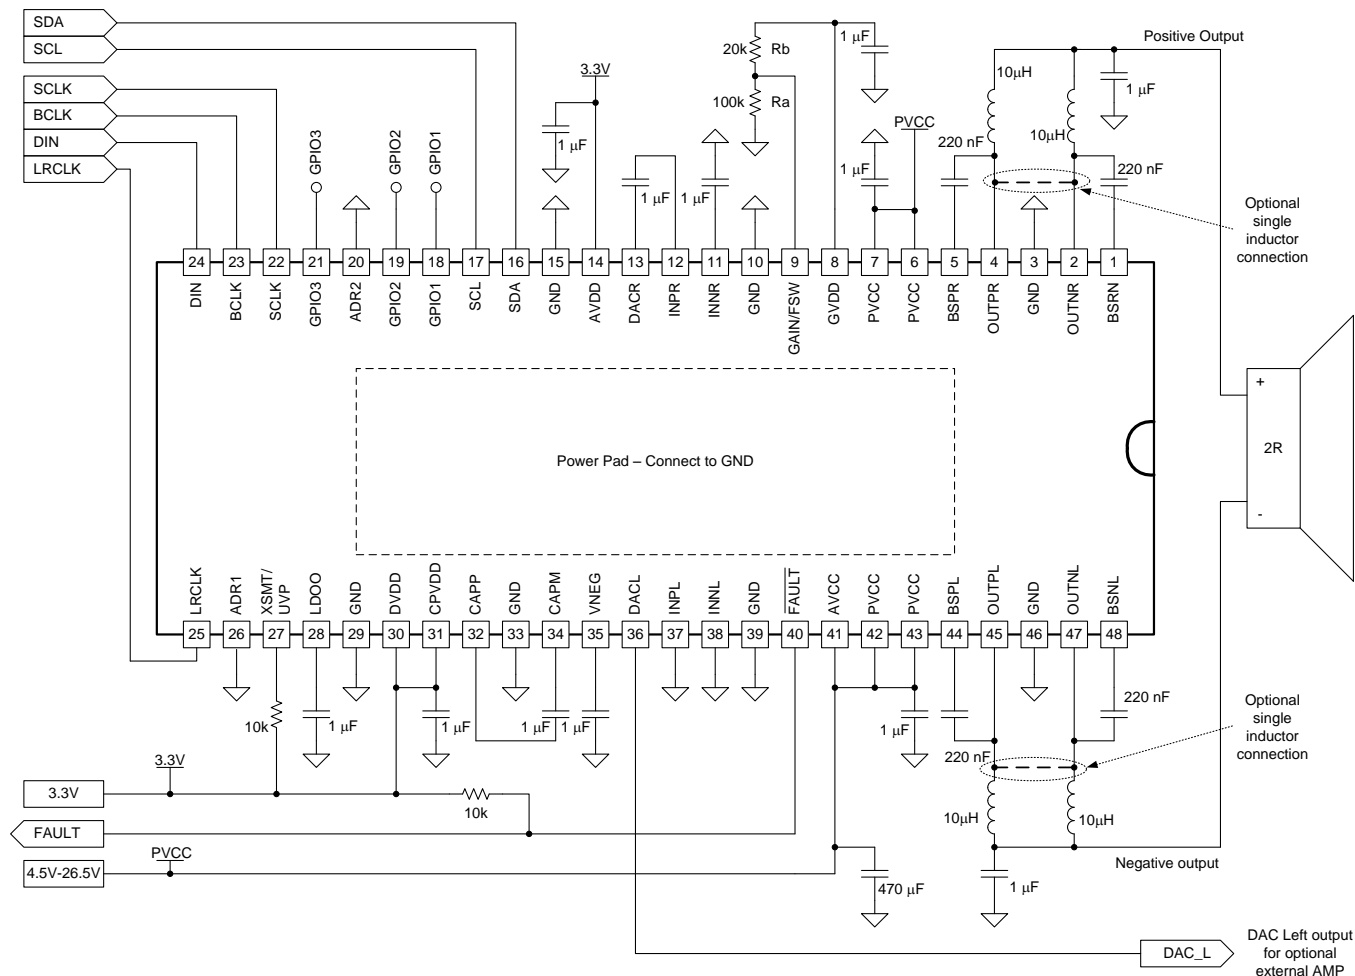 SDA
SCL
SCLK
BCLK
DIN
LRCLK
GPIO3
GPIO2
GPIO1
3.3V
1 μF
1 μF
1 μF
20k
Rb
100k
Ra
1 μF
1 μF
PVCC
220 nF
10μH
10μH
Positive Output
1 μF
220 nF
Optional
single
inductor
connection
24
23
22
21
20
19
18
17
16
15
14
13
12
11
10
9
8
7
6
5
4
3
2
1
DIN
BCLK
SCLK
GPIO3
ADR2
GPIO2
GPIO1
SCL
SDA
GND
AVDD
DACR
INPR
INNR
GND
GAIN/FSW
GVDD
PVCC
PVCC
BSPR
OUTPR
GND
OUTNR
BSRN
Power Pad – Connect to GND
+
2R
-
LRCLK
ADR1
XSMT/
UVP
LDOO
GND
DVDD
CPVDD
CAPP
GND
CAPM
VNEG
DACL
INPL
INNL
GND
FAULT
AVCC
PVCC
PVCC
BSPL
OUTPL
GND
OUTNL
BSNL
25
26
27
28
29
30
31
32
33
34
35
36
37
38
39
40
41
42
43
44
45
46
47
48
10k
1 μF
1 μF
1 μF
1 μF
1 μF
220 nF
220 nF
Optional
single
inductor
connection
3.3V
3.3V
10k
10μH
10μH
FAULT
PVCC
4.5V-26.5V
470 μF
1 μF
Negative output
DAC_L
DAC Left output
for optional
external AMP